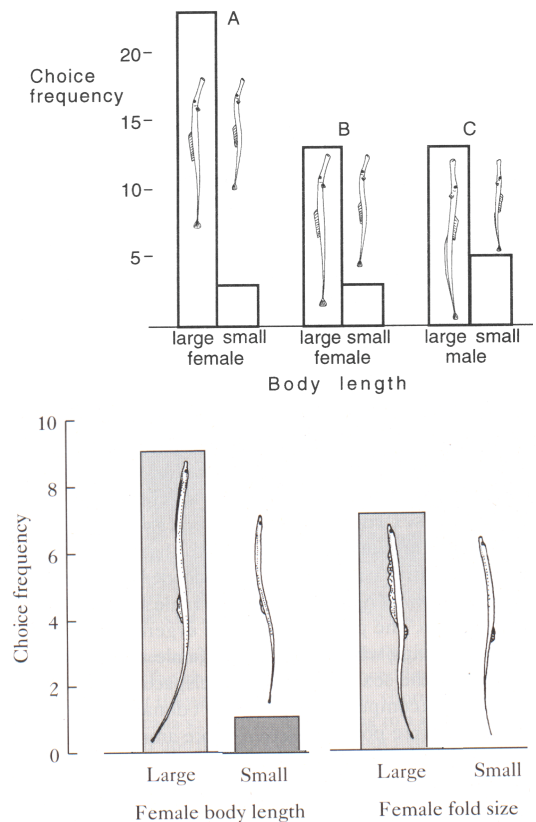 A
20
Choice
frequency
15
B
C
10
5
large small
female
large small
female
large small
male
Body length
10
8
6
4
2
0
Choice frequency
Large
Small
Large
Small
Female body length
Female fold size